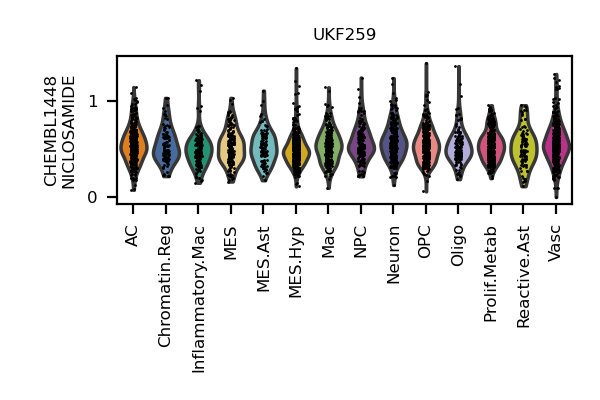 UKF259
CHEMBL1448
NICLOSAMIDE
1
0
AC
Chromatin.Reg
Inflammatory.Mac
MES
MES.Ast
MES.Hyp
Mac
NPC
Neuron
OPC
Oligo
Prolif.Metab
Reactive.Ast
Vasc